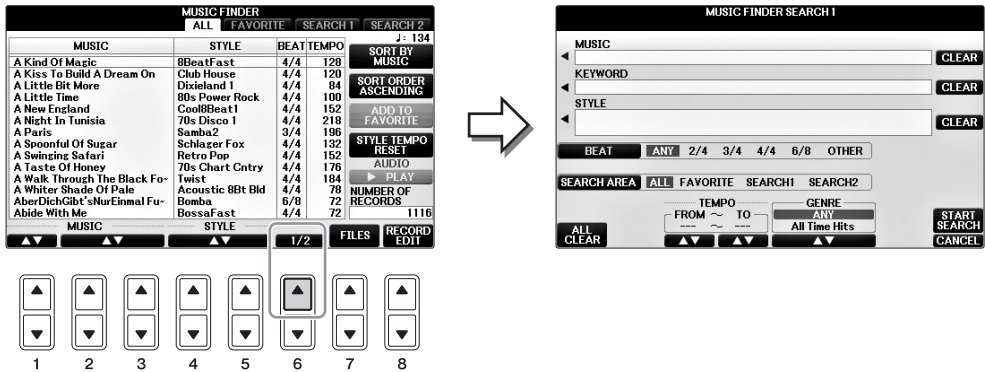 MUSIC FINDER
ALL FAVORITE SEARCH 1 SEARCH 2
♩: 134
MUSIC STYLE BEAT TEMPO
A Kind Of Magic 8BeatFast 4/4 128
A Kiss To Build A Dream On Club House 4/4 120
A Little Bit More Dixieland 1 4/4 84
A Little Time 80s Power Rock 4/4 100
A New England Cool8Beat1 4/4 152
A Night In Tunisia 70s Disco 1 4/4 218
A Paris Samba2 3/4 196
A Spoonful Of Sugar Schlager Fox 4/4 132
A Swinging Safari Retro Pop 4/4 152
A Taste Of Honey 70s Chart Cntry 4/4 176
A Walk Through The Black Fo~ Twist 4/4 184
A Whiter Shade Of Pale Acoustic 8Bt Bld 4/4 78
AberDichGibt'sNurEinmal Fu~ Bomba 6/8 72
Abide With Me BossaFast 4/4 72
SORT BY
MUSIC
SORT ORDER
ASCENDING
ADD TO
FAVORITE
STYLE TEMPO
RESET
AUDIO
▶ PLAY
NUMBER OF
RECORDS
1116
MUSIC STYLE
▲▼ ▲▼ ▲▼ 1/2 FILES RECORD
EDIT
1 2 3 4 5 6 7 8
MUSIC FINDER SEARCH 1
MUSIC
CLEAR
KEYWORD
CLEAR
STYLE
CLEAR
BEAT ANY 2/4 3/4 4/4 6/8 OTHER
SEARCH AREA ALL FAVORITE SEARCH1 SEARCH2
TEMPO GENRE
FROM ~ TO ANY
--- ~ --- All Time Hits
▲▼ ▲▼ ▲▼
ALL
CLEAR
START
SEARCH
CANCEL